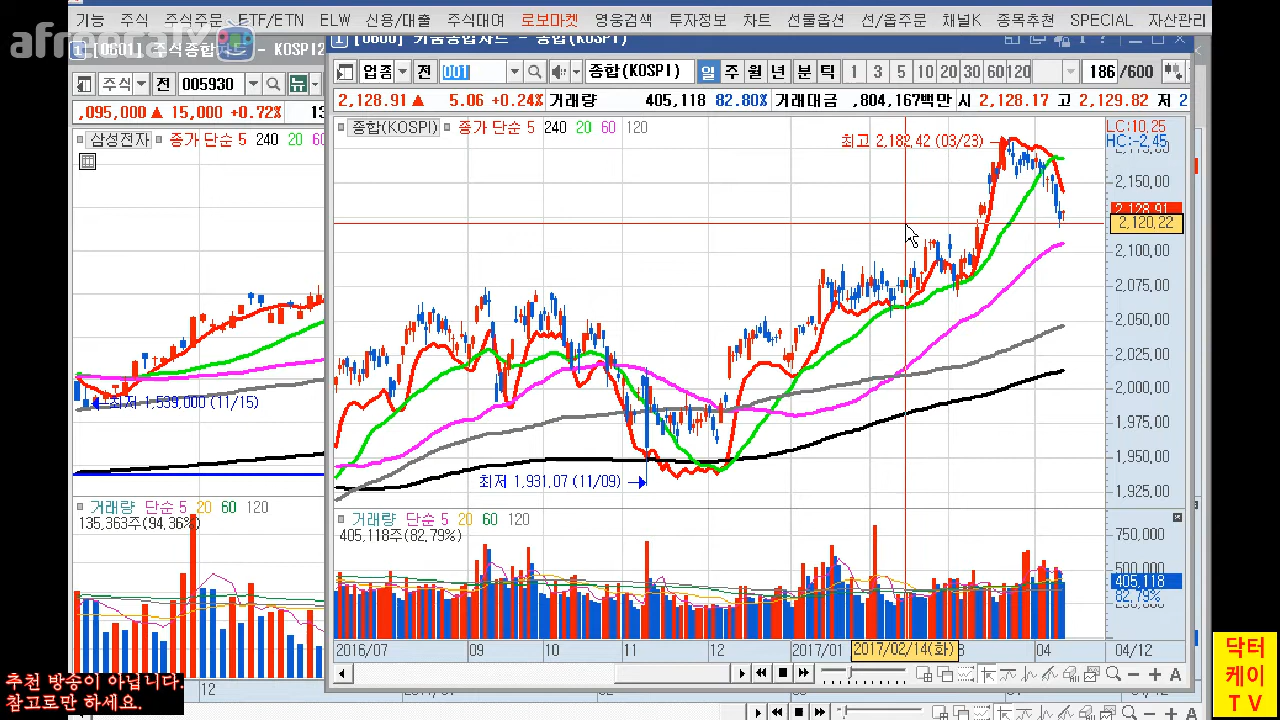 기능 주식 주식주문 ETF/ETN ELW 신용/대출 주식대여 로보마켓 영웅검색 투자정보 차트 선물옵션 선/옵주문 채널K 종목추천 SPECIAL 자산관리
afreecaTV
1 [0601] 주식종합차트 - KOSPI2
1 [0600] 키움종합차트 - 종합(KOSPI)
주식 전 005930
업종 전 001 종합(KOSPI) 일 주 월 년 분 틱 1 3 5 10 20 30 60 120 186 /600
,095,000 ▲ 15,000 +0.72%
2,128.91 ▲ 5.06 +0.24% 거래량 405,118 82.80% 거래대금 ,804,167백만 시 2,128.17 고 2,129.82 저 2
삼성전자 종가 단순 5 240 20 60
종합(KOSPI) 종가 단순 5 240 20 60 120
최고 2,182.42 (03/23)
LC:10.25
HC:-2.45
2,150.00
2,128.91
2,120.22
2,100.00
2,075.00
2,050.00
2,025.00
2,000.00
1,975.00
1,950.00
1,925.00
최저 1,539,000 (11/15)
최저 1,931.07 (11/09)
거래량 단순 5 20 60 120
135,363주(94.36%)
거래량 단순 5 20 60 120
405,118주(82.79%)
750,000
500,000
405,118
82.79%
2016/07 09 10 11 12 2017/01 2017/02/14(화) 04 04/12
12
추천 방송이 아닙니다.
참고로만 하세요.
닥터
케이
T V